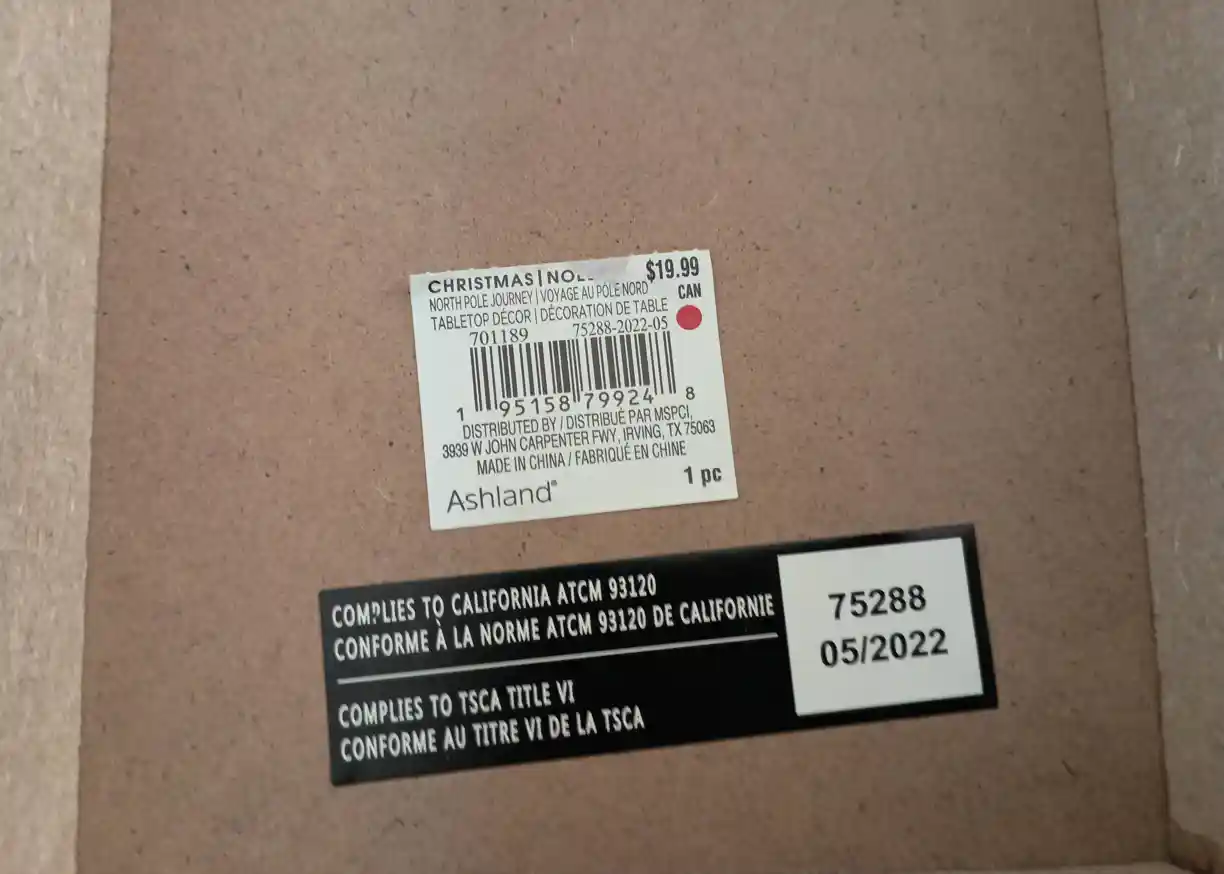 CHRISTMAS | NOËL $19.99
NORTH POLE JOURNEY | VOYAGE AU PÔLE NORD CAN
TABLETOP DÉCOR | DÉCORATION DE TABLE
701189 75288-2022-05
1 95158 79924 8
DISTRIBUTED BY / DISTRIBUÉ PAR MSPCI,
3939 W JOHN CARPENTER FWY, IRVING, TX 75063
MADE IN CHINA / FABRIQUÉ EN CHINE
Ashland® 1 pc
COMPLIES TO CALIFORNIA ATCM 93120
CONFORME À LA NORME ATCM 93120 DE CALIFORNIE
COMPLIES TO TSCA TITLE VI
CONFORME AU TITRE VI DE LA TSCA
75288
05/2022